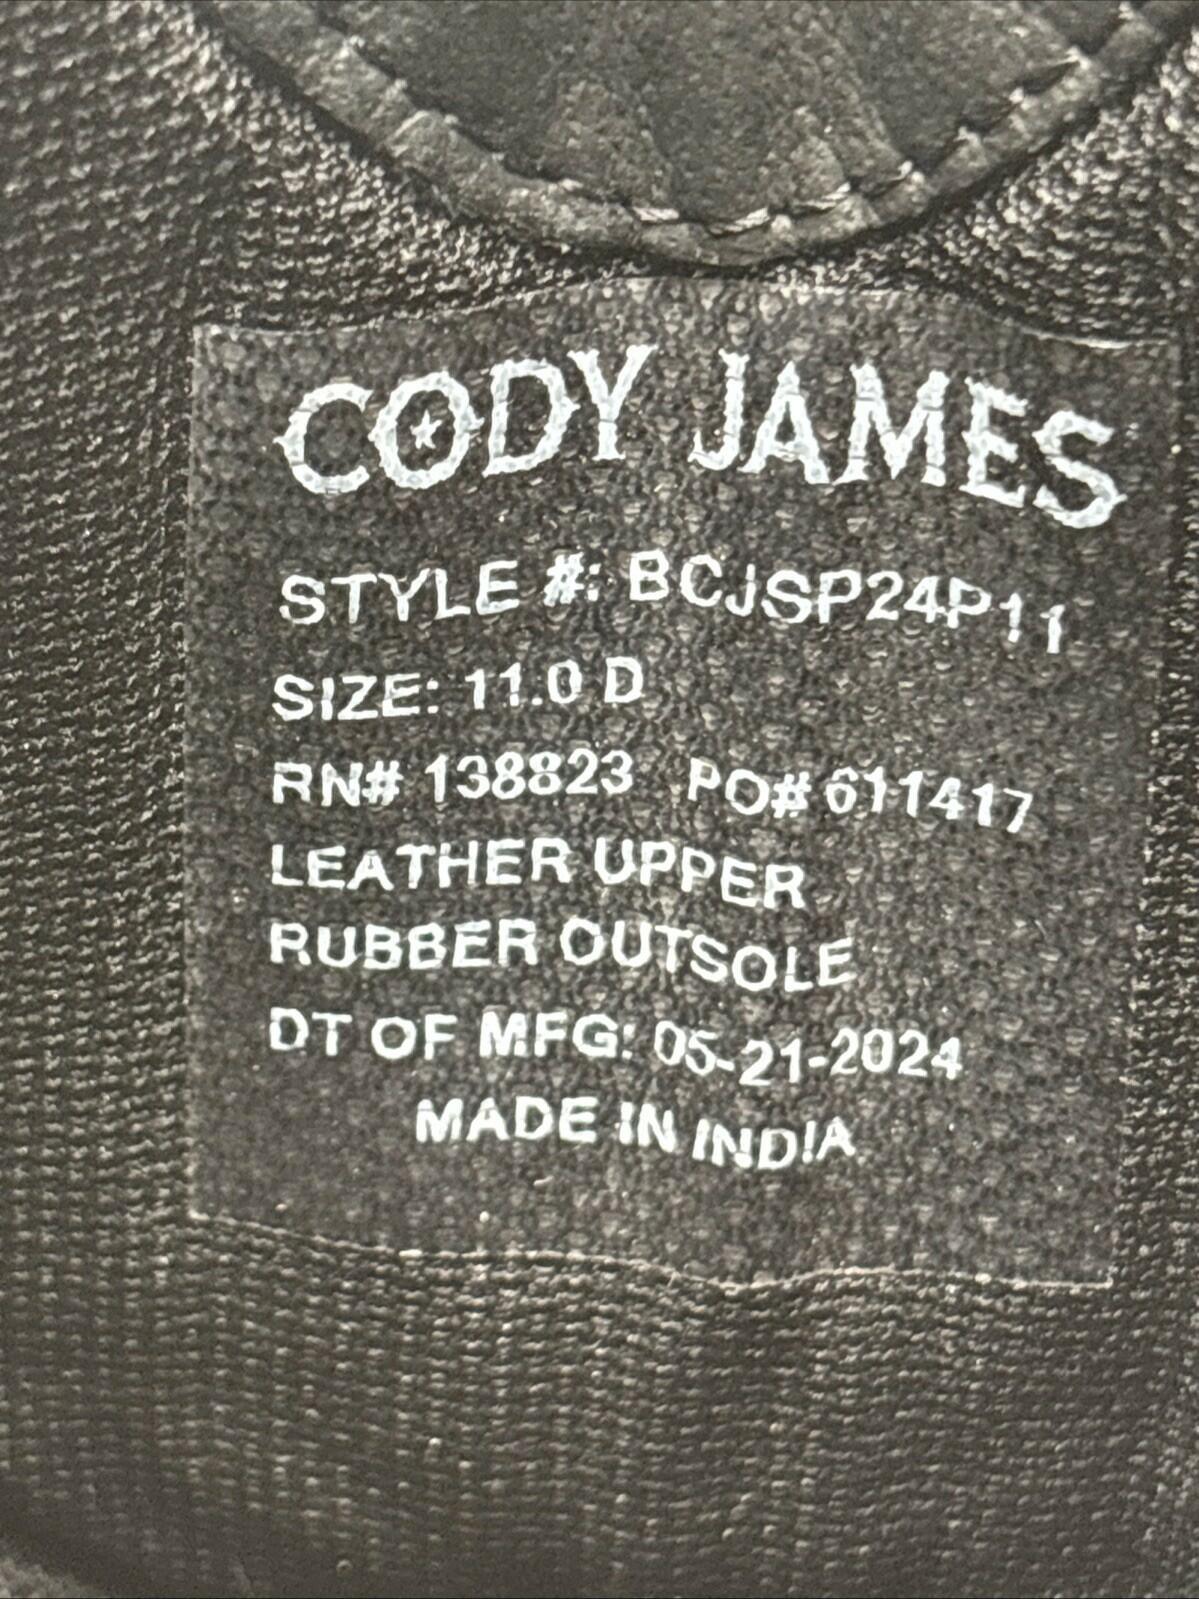 CODY JAMES
STYLE #: BCJSP24P11
SIZE: 11.0 D
RN# 138823 PO# 611417
LEATHER UPPER
RUBBER OUTSOLE
DT OF MFG: 05-21-2024
MADE IN INDIA